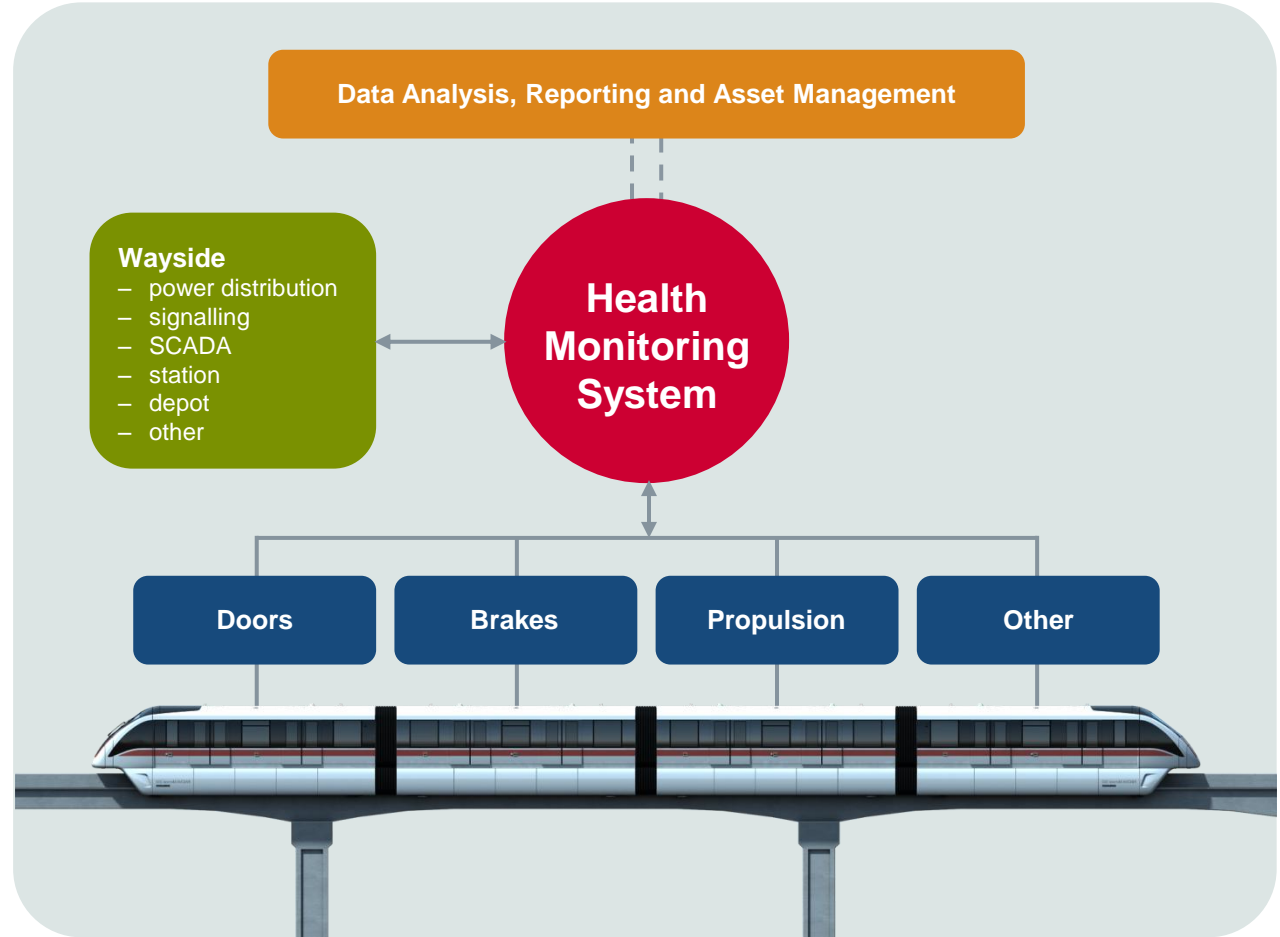 Data Analysis, Reporting and Asset Management
Wayside
– power distribution
– signalling
– SCADA
– station
– depot
– other
Health
Monitoring
System
Doors
Brakes
Propulsion
Other